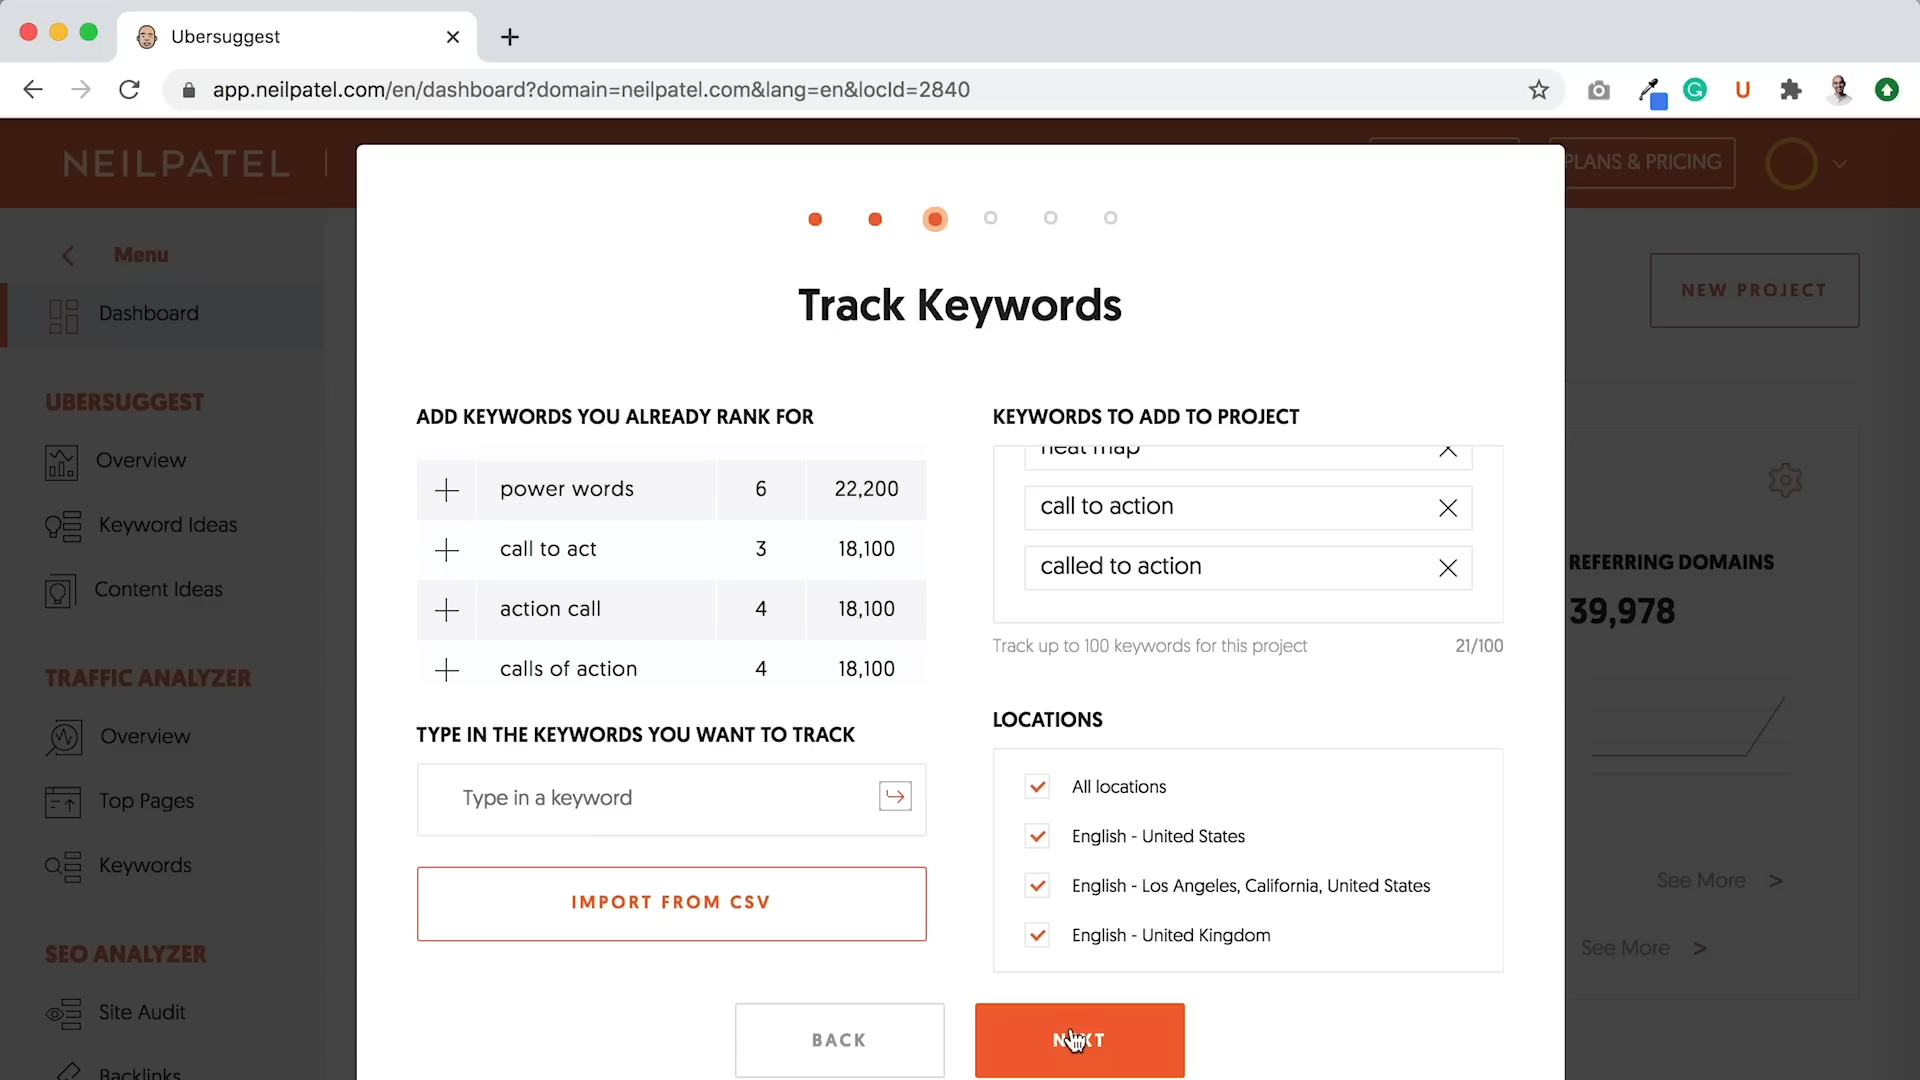 Ubersuggest
app.neilpatel.com/en/dashboard?domain=neilpatel.com&lang=en&locId=2840
NEILPATEL
PLANS & PRICING
Menu
Dashboard
NEW PROJECT
UBERSUGGEST
Overview
Keyword Ideas
Content Ideas
TRAFFIC ANALYZER
Overview
Top Pages
Keywords
SEO ANALYZER
Site Audit
Backlinks
Track Keywords
ADD KEYWORDS YOU ALREADY RANK FOR
power words 6 22,200
call to act 3 18,100
action call 4 18,100
calls of action 4 18,100
TYPE IN THE KEYWORDS YOU WANT TO TRACK
Type in a keyword
IMPORT FROM CSV
KEYWORDS TO ADD TO PROJECT
heat map
call to action
called to action
Track up to 100 keywords for this project 21/100
LOCATIONS
All locations
English - United States
English - Los Angeles, California, United States
English - United Kingdom
BACK
NEXT
REFERRING DOMAINS
39,978
See More >
See More >